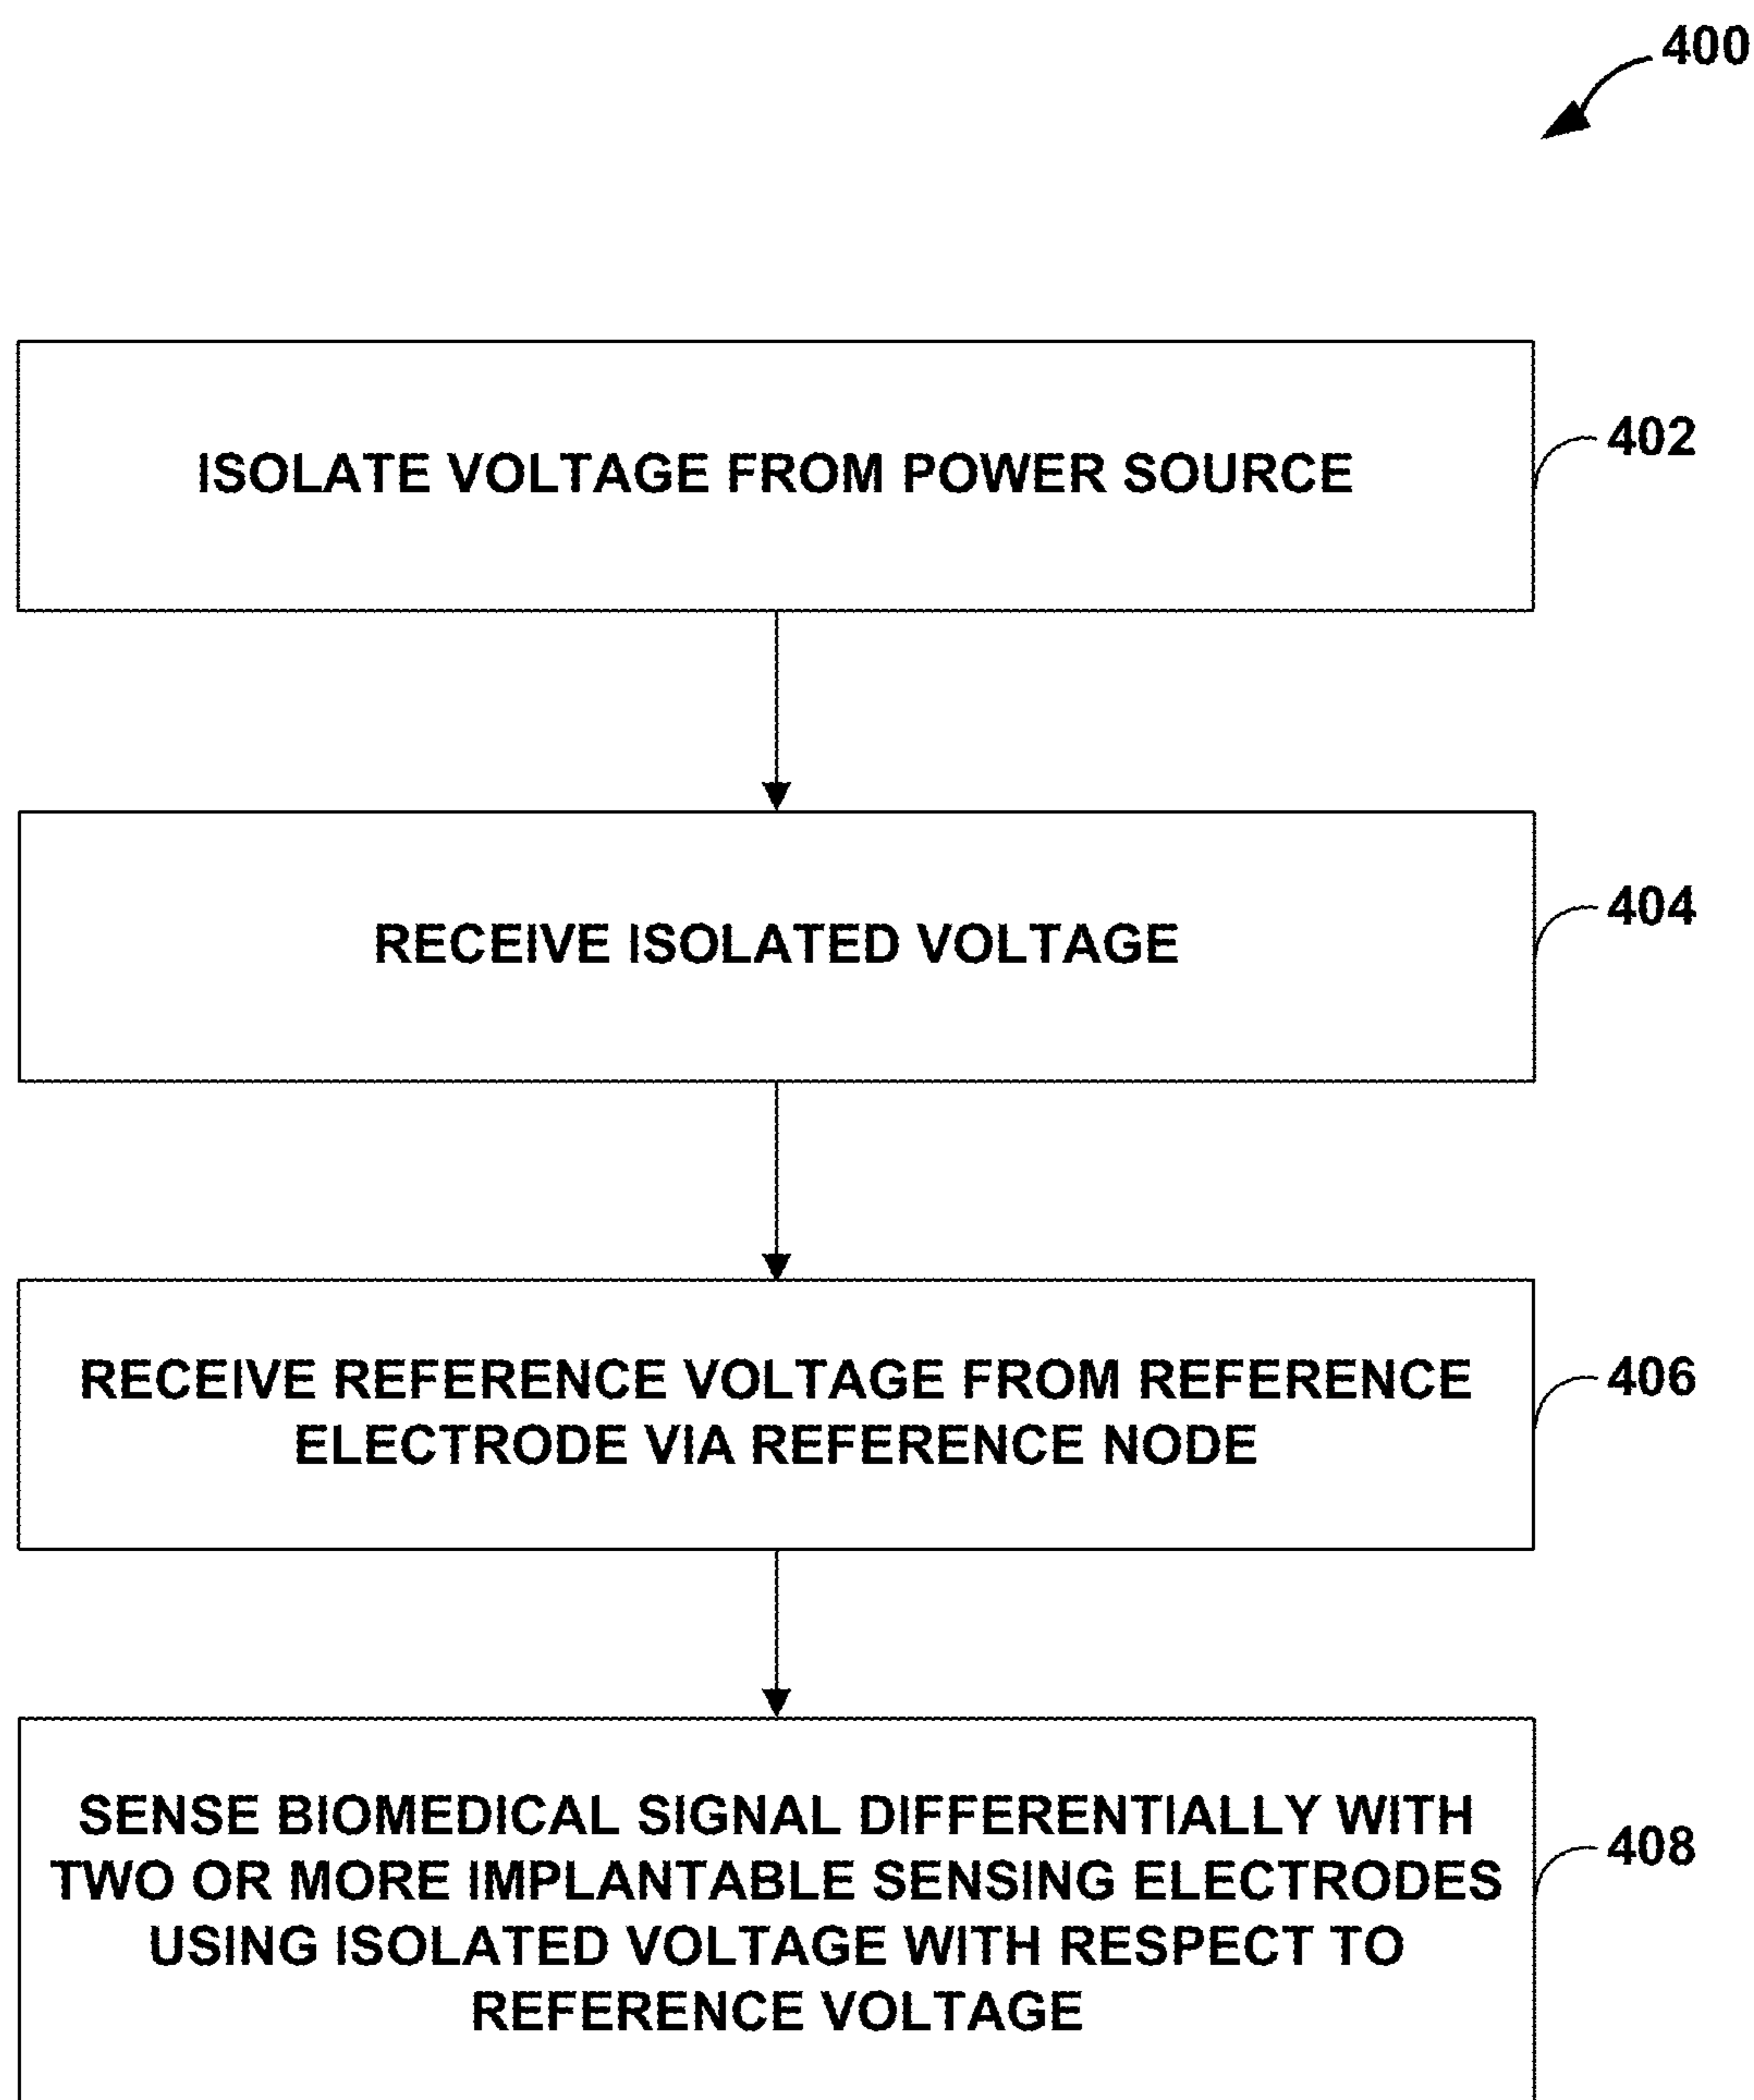 400
ISOLATE VOLTAGE FROM POWER SOURCE
402
RECEIVE ISOLATED VOLTAGE
404
RECEIVE REFERENCE VOLTAGE FROM REFERENCE
ELECTRODE VIA REFERENCE NODE
406
SENSE BIOMEDICAL SIGNAL DIFFERENTIALLY WITH
TWO OR MORE IMPLANTABLE SENSING ELECTRODES
USING ISOLATED VOLTAGE WITH RESPECT TO
REFERENCE VOLTAGE
408